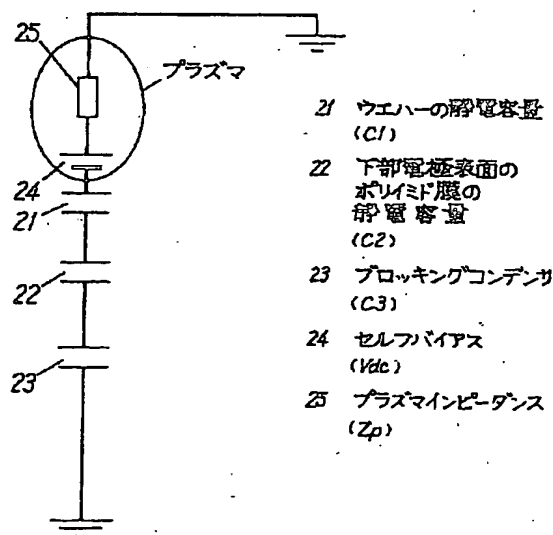 25
プラズマ
24
21
22
23
21 ウエハーの静電容量
(C1)
22 下部電極表面の
ポリイミド膜の
静電容量
(C2)
23 ブロッキングコンデンサ
(C3)
24 セルフバイアス
(Vdc)
25 プラズマインピーダンス
(Zp)